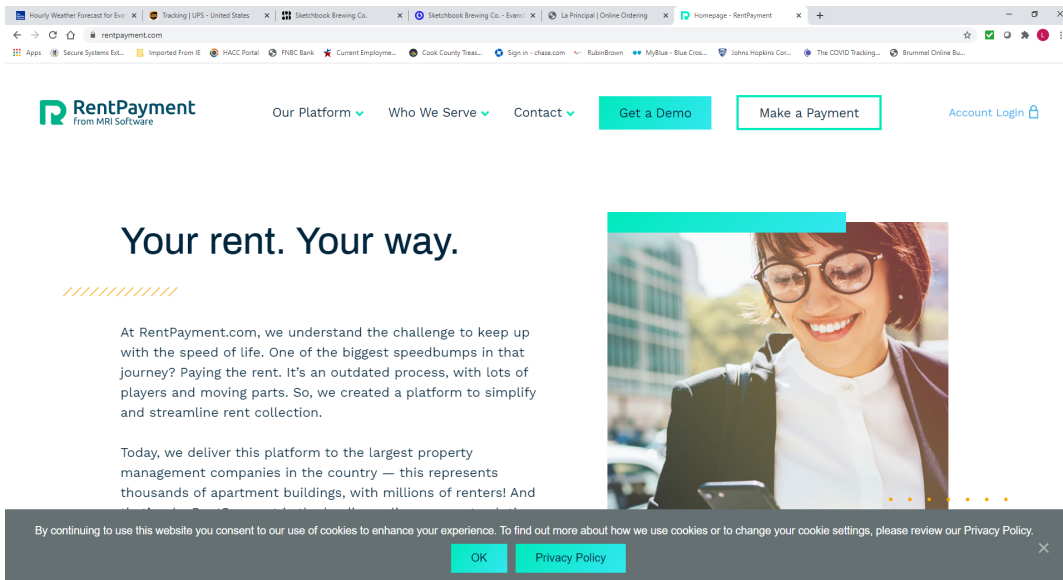 Hourly Weather Forecast for Eva
Tracking | UPS - United States
Sketchbook Brewing Co.
Sketchbook Brewing Co. - Evanst
La Principal | Online Ordering
Homepage - RentPayment
rentpayment.com
Apps
Secure Systems Ext...
Imported From IE
HACC Portal
FNBC Bank
Current Employme...
Cook County Treas...
Sign in - chase.com
RubinBrown
MyBlue - Blue Cros...
Johns Hopkins Cor...
The COVID Tracking...
Brummel Online Bu...
L
RentPayment
from MRI Software
Our Platform
Who We Serve
Contact
Get a Demo
Make a Payment
Account Login
Your rent. Your way.
At RentPayment.com, we understand the challenge to keep up
with the speed of life. One of the biggest speedbumps in that
journey? Paying the rent. It's an outdated process, with lots of
players and moving parts. So, we created a platform to simplify
and streamline rent collection.
Today, we deliver this platform to the largest property
management companies in the country — this represents
thousands of apartment buildings, with millions of renters! And
By continuing to use this website you consent to our use of cookies to enhance your experience. To find out more about how we use cookies or to change your cookie settings, please review our Privacy Policy.
OK
Privacy Policy